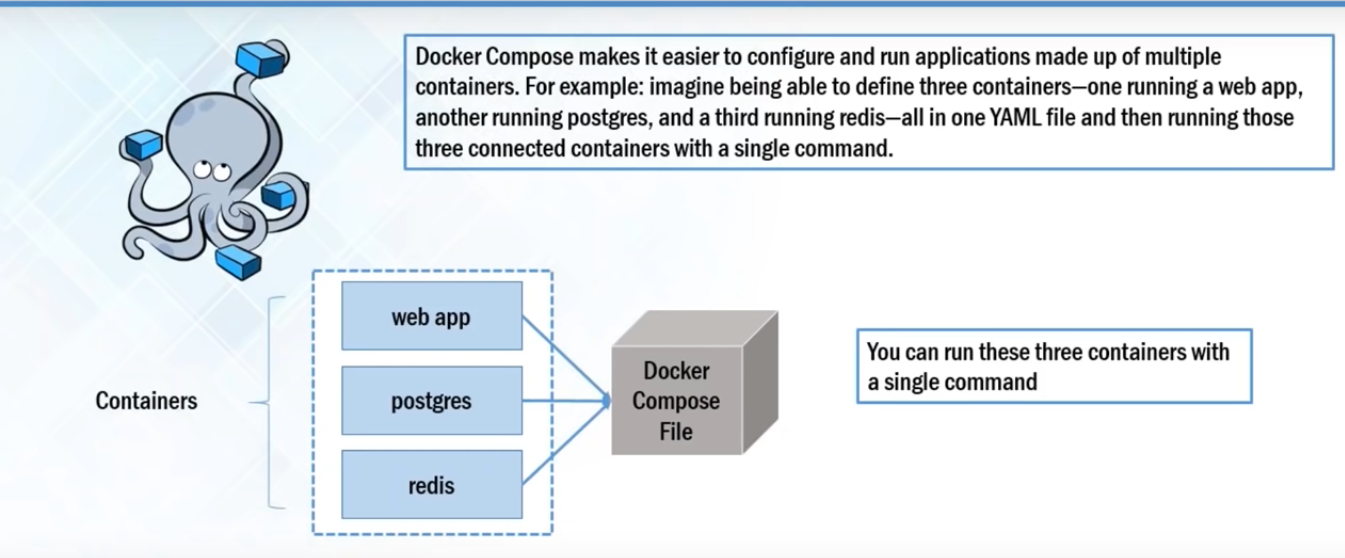 Docker Compose makes it easier to configure and run applications made up of multiple
containers. For example: imagine being able to define three containers—one running a web app,
another running postgres, and a third running redis—all in one YAML file and then running those
three connected containers with a single command.
Containers
web app
postgres
redis
Docker
Compose
File
You can run these three containers with
a single command